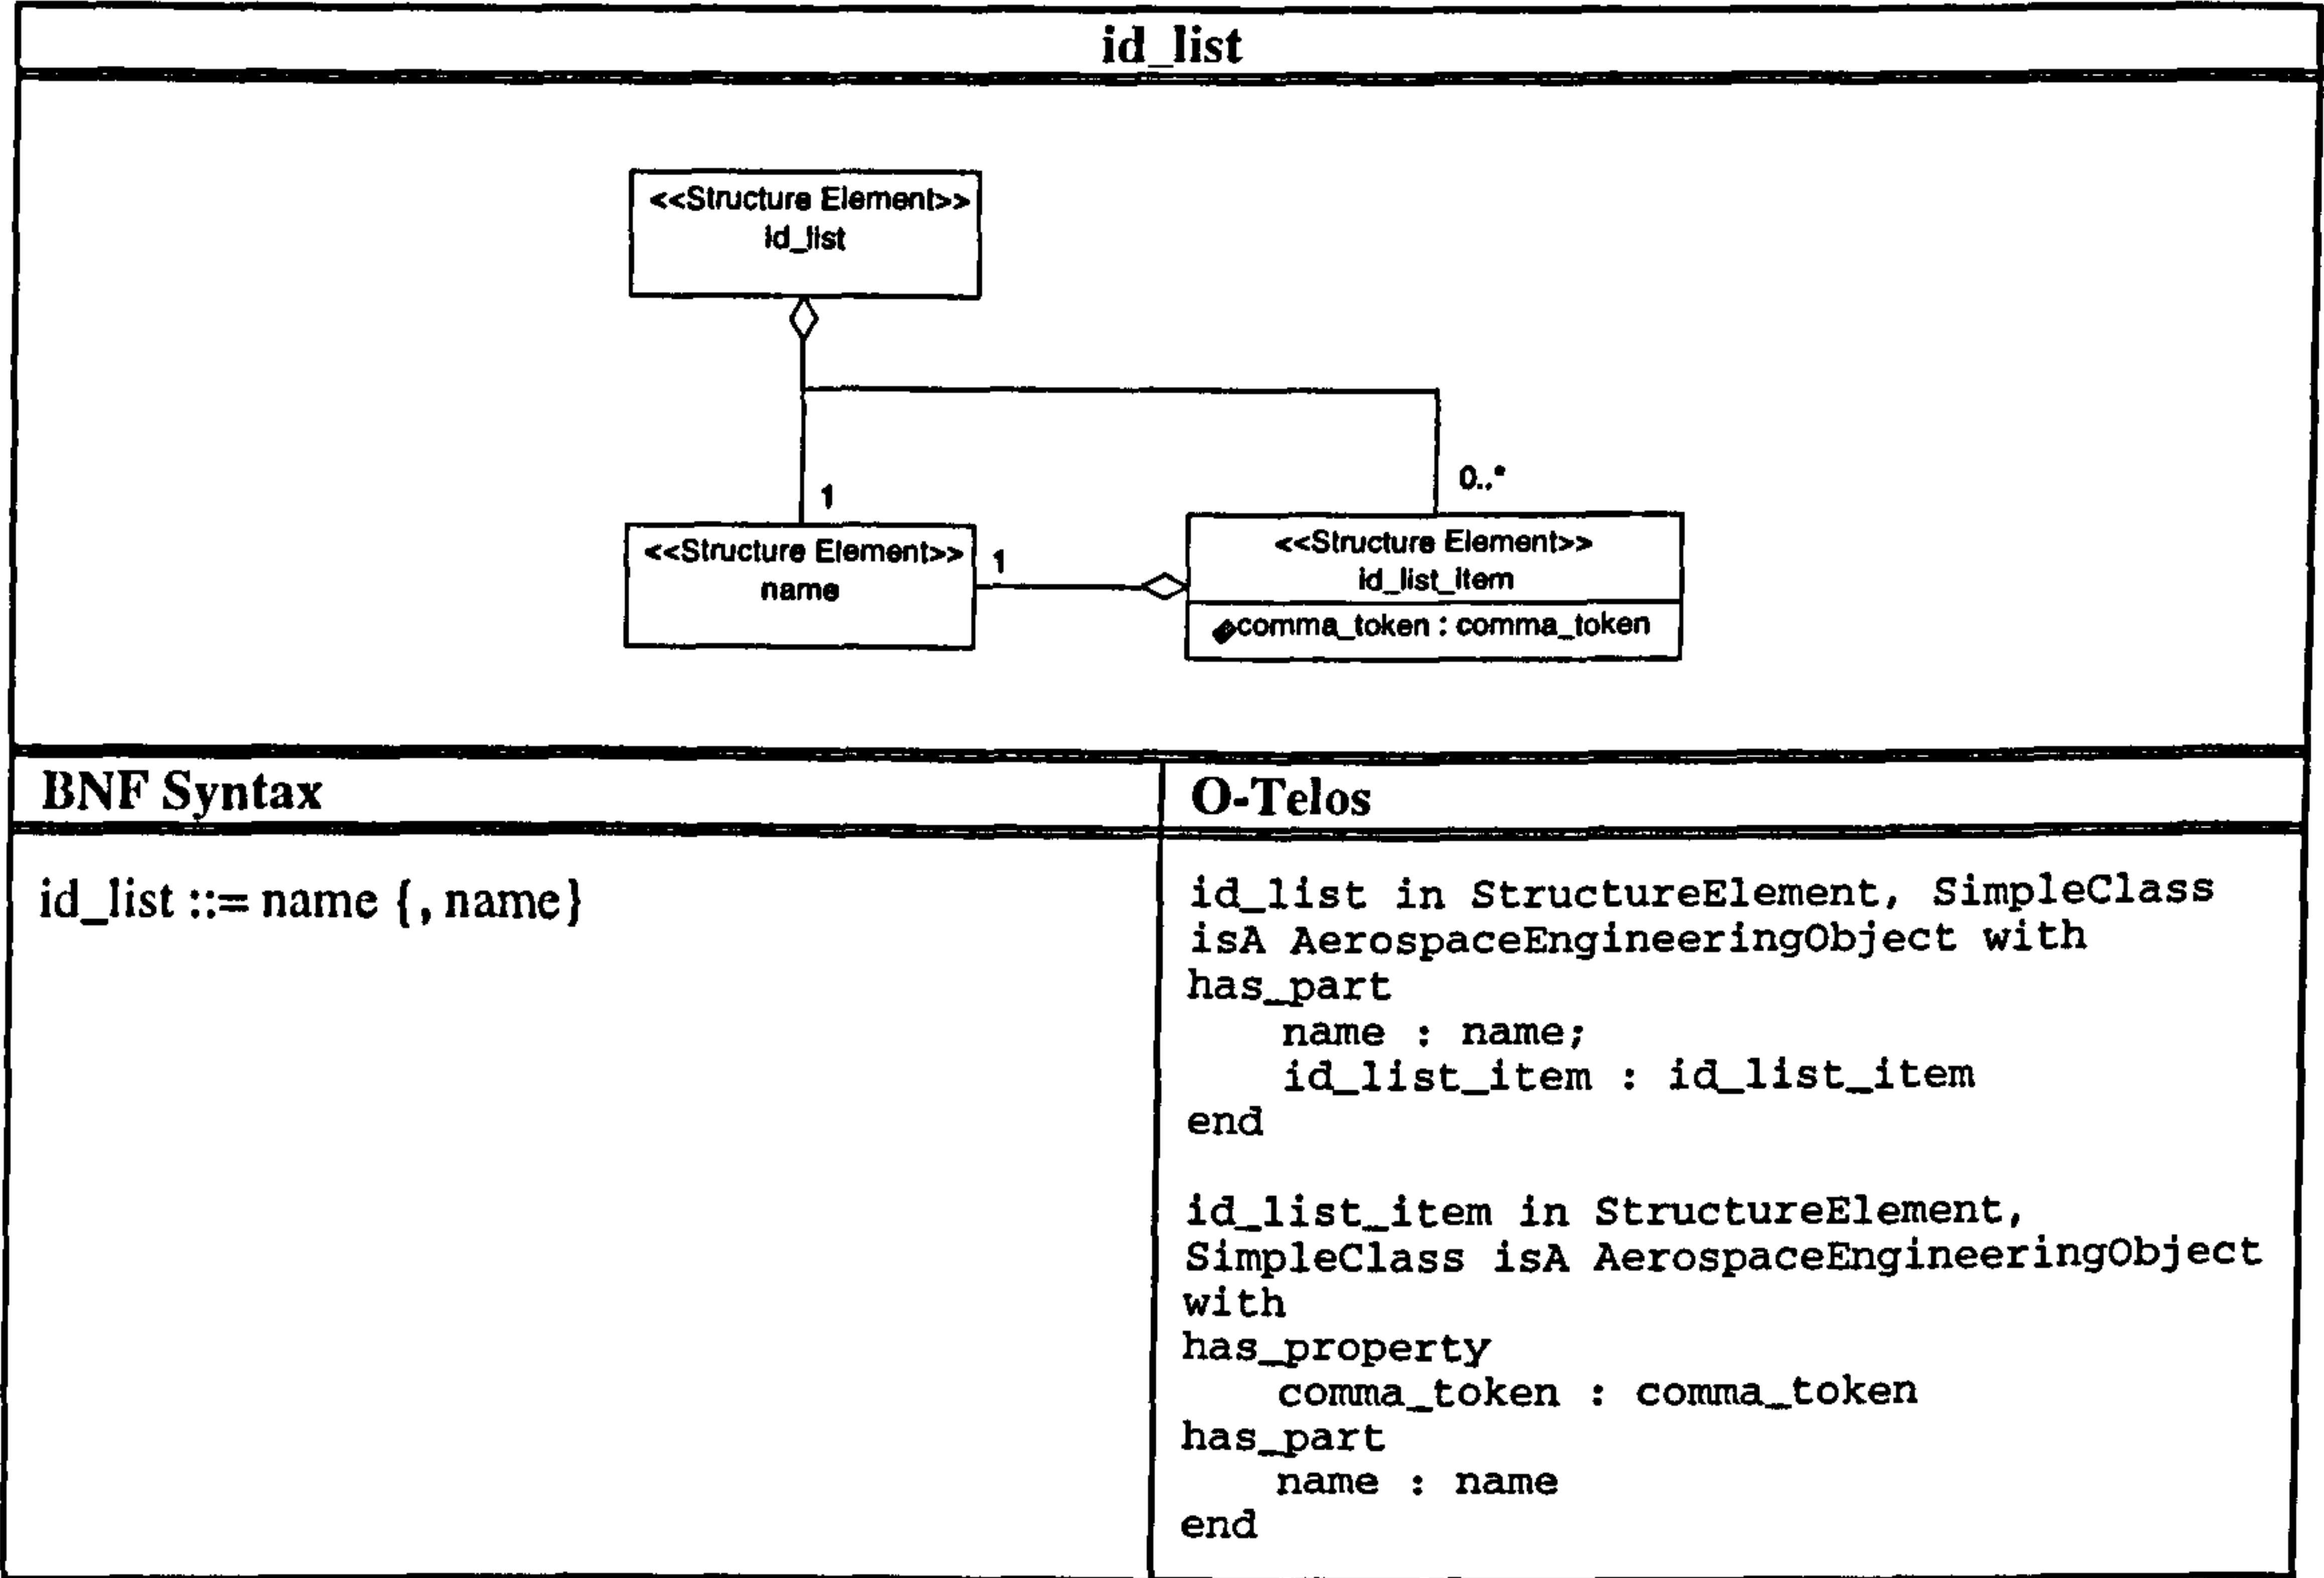 id_list
<<Structure Element>>
id_list
1
0..*
<<Structure Element>>
name
1
<<Structure Element>>
id_list_item
comma_token : comma_token
BNF Syntax
O-Telos
id_list ::= name {, name}
id_list in StructureElement, SimpleClass
isA AerospaceEngineeringObject with
has_part
name : name;
id_list_item : id_list_item
end
id_list_item in StructureElement,
SimpleClass isA AerospaceEngineeringObject
with
has_property
comma_token : comma_token
has_part
name : name
end